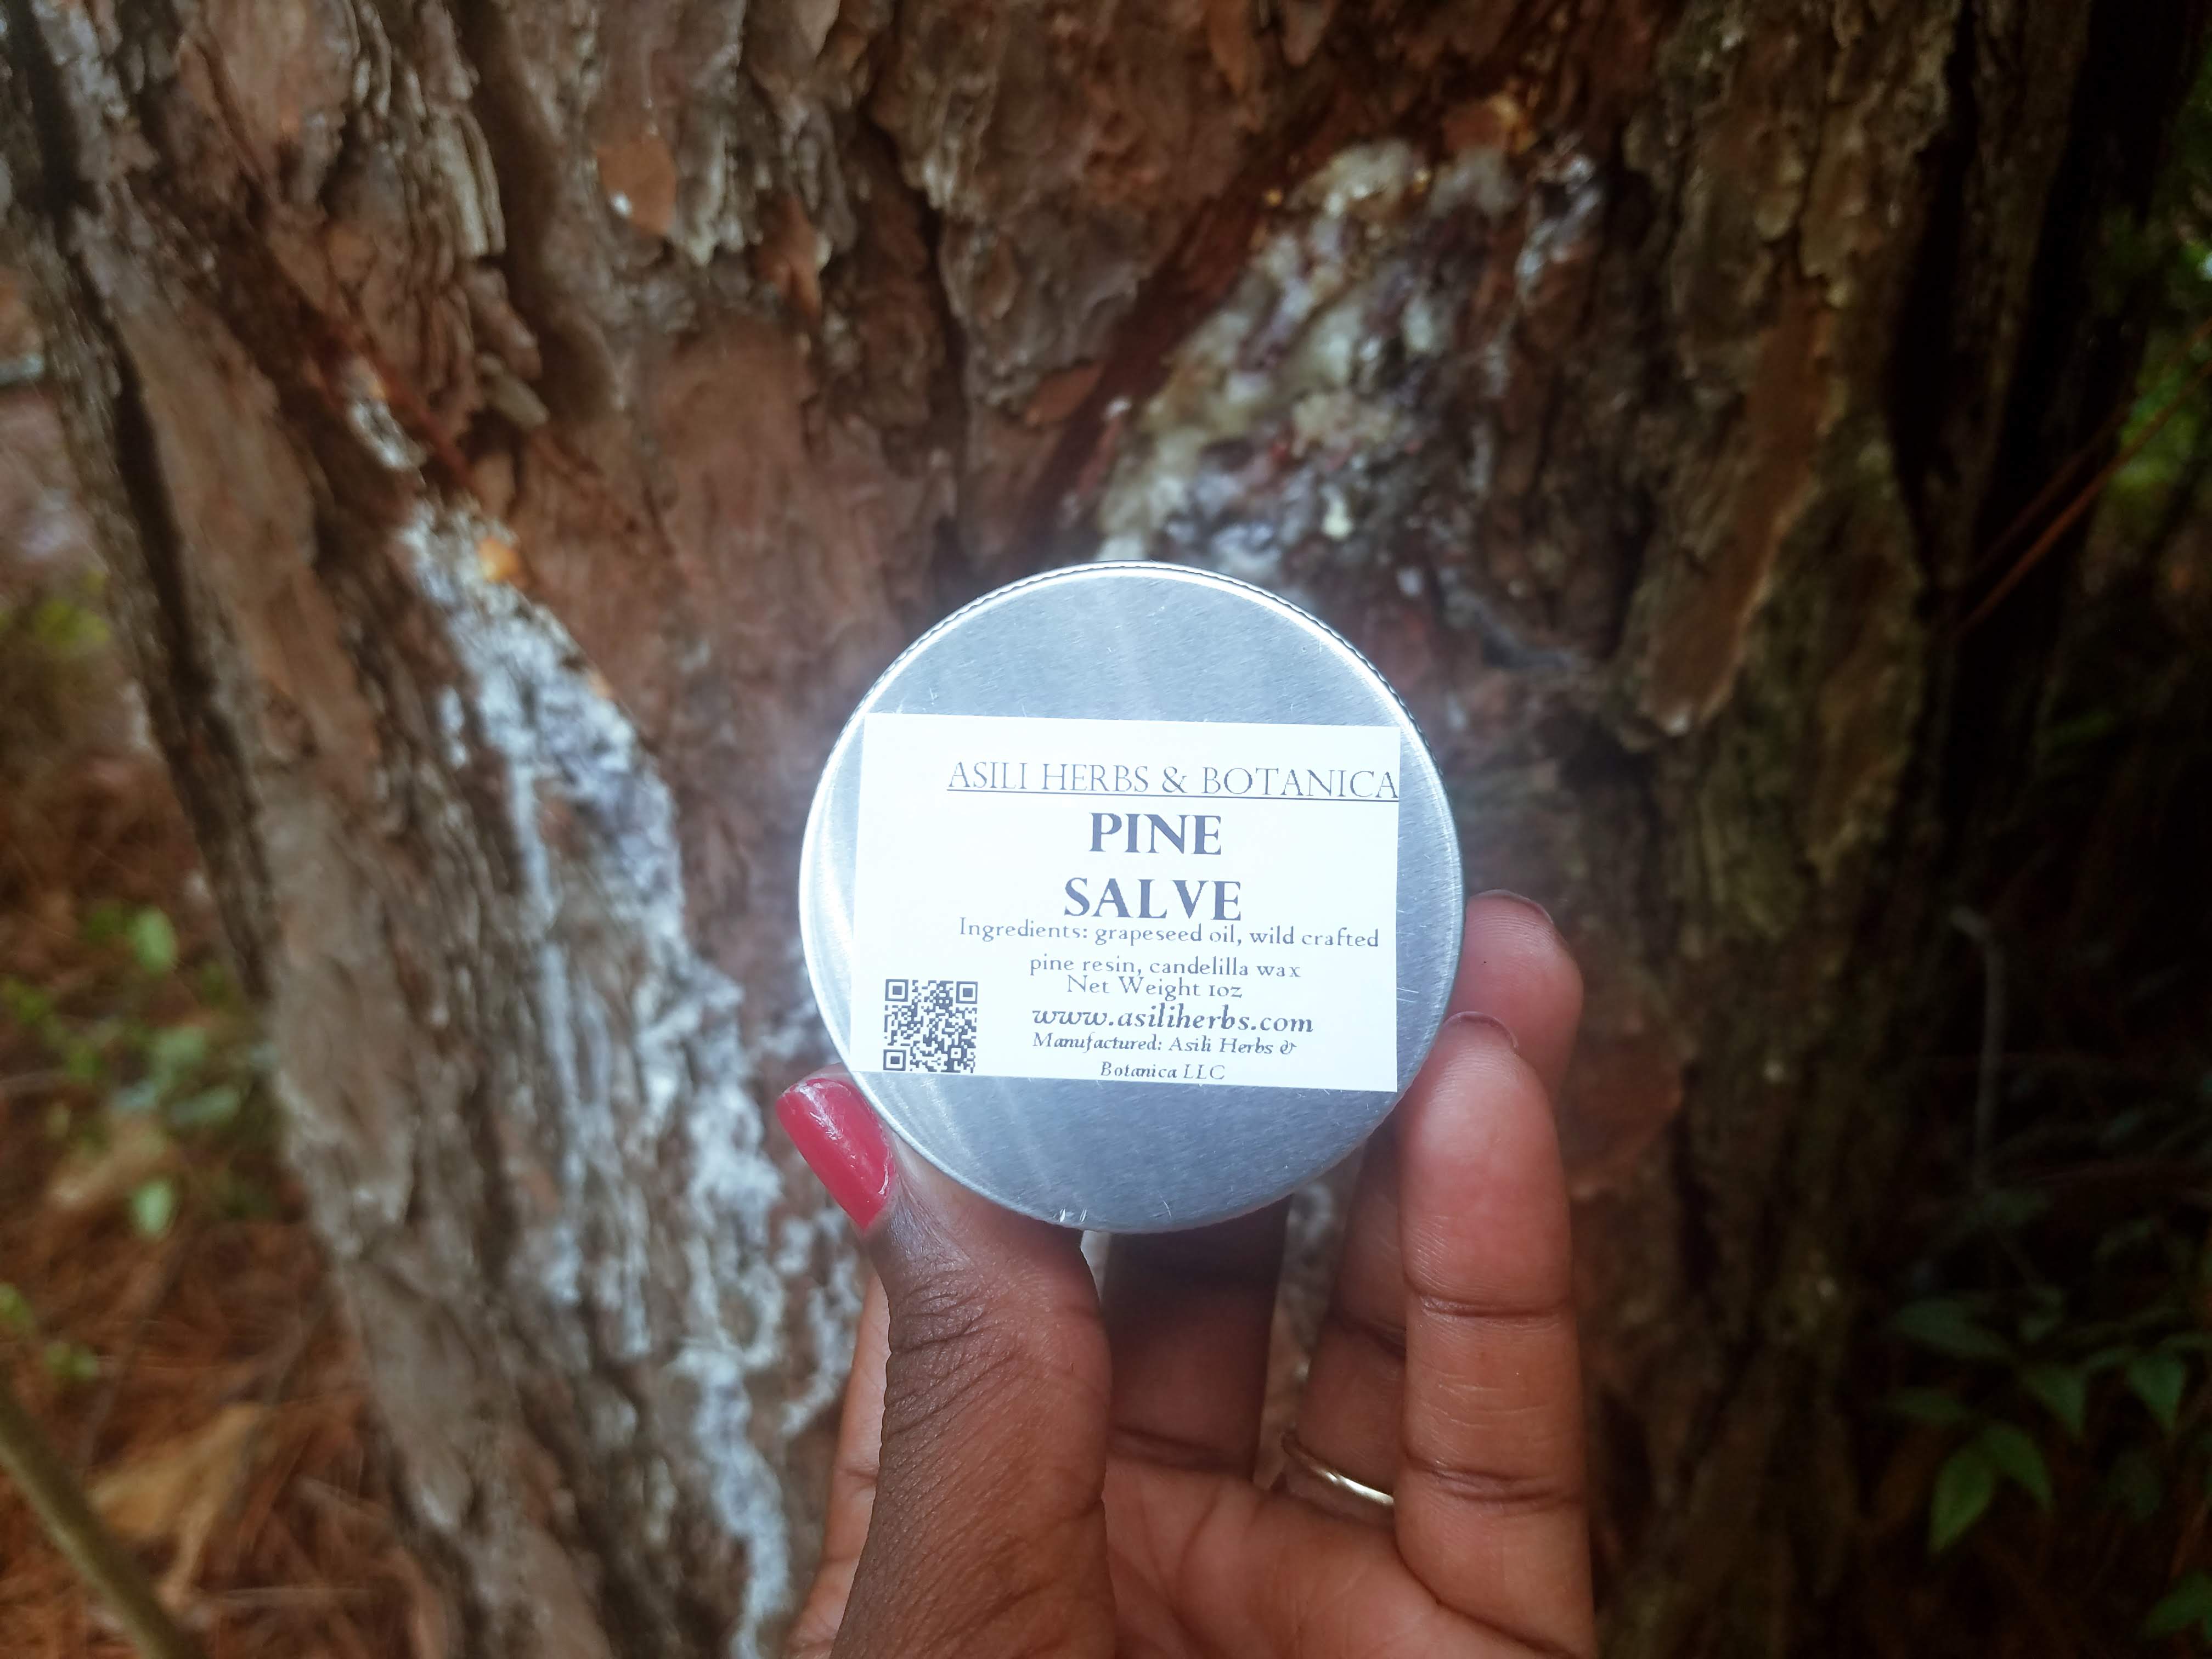 ASILI HERBS & BOTANICA
PINE
SALVE
Ingredients: grapeseed oil, wild crafted
pine resin, candelilla wax
Net Weight 1oz
www.asiliherbs.com
Manufactured: Asili Herbs &
Botanica LLC